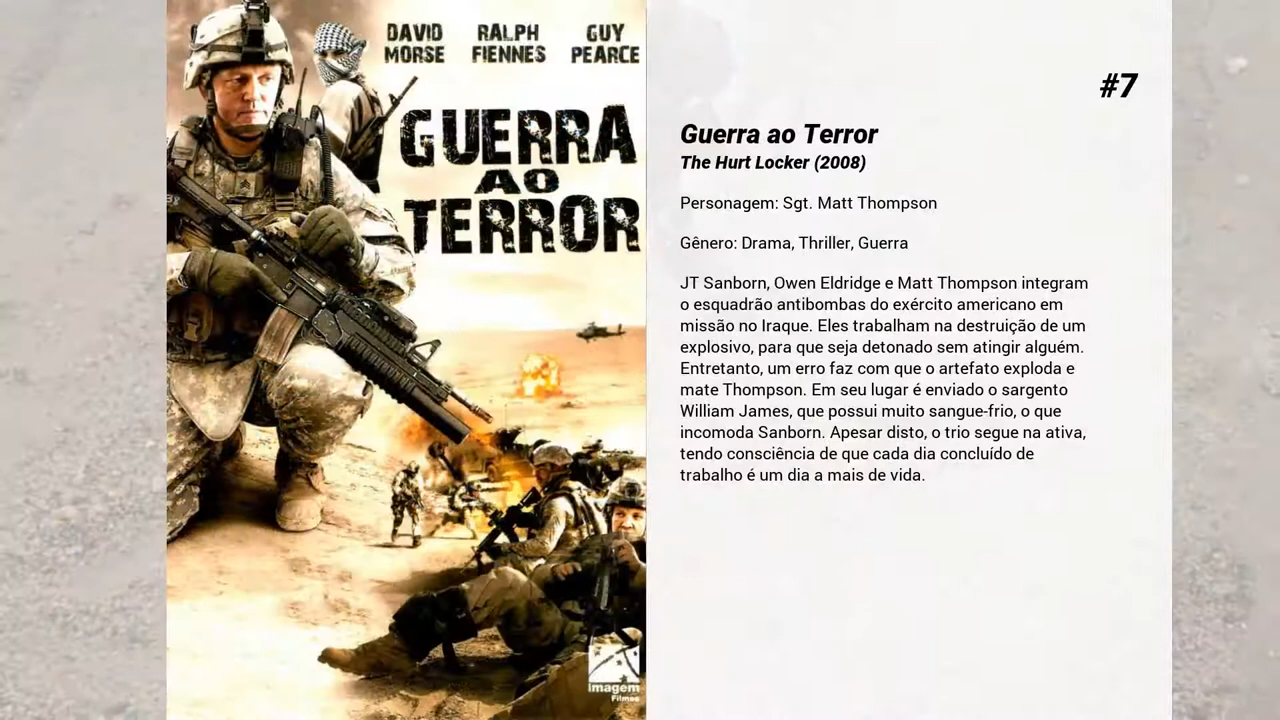 DAVID MORSE
RALPH FIENNES
GUY PEARCE
GUERRA
AO
TERROR
Imagem
Filmes
#7
Guerra ao Terror
The Hurt Locker (2008)
Personagem: Sgt. Matt Thompson
Gênero: Drama, Thriller, Guerra
JT Sanborn, Owen Eldridge e Matt Thompson integram
o esquadrão antibombas do exército americano em
missão no Iraque. Eles trabalham na destruição de um
explosivo, para que seja detonado sem atingir alguém.
Entretanto, um erro faz com que o artefato exploda e
mate Thompson. Em seu lugar é enviado o sargento
William James, que possui muito sangue-frio, o que
incomoda Sanborn. Apesar disto, o trio segue na ativa,
tendo consciência de que cada dia concluído de
trabalho é um dia a mais de vida.